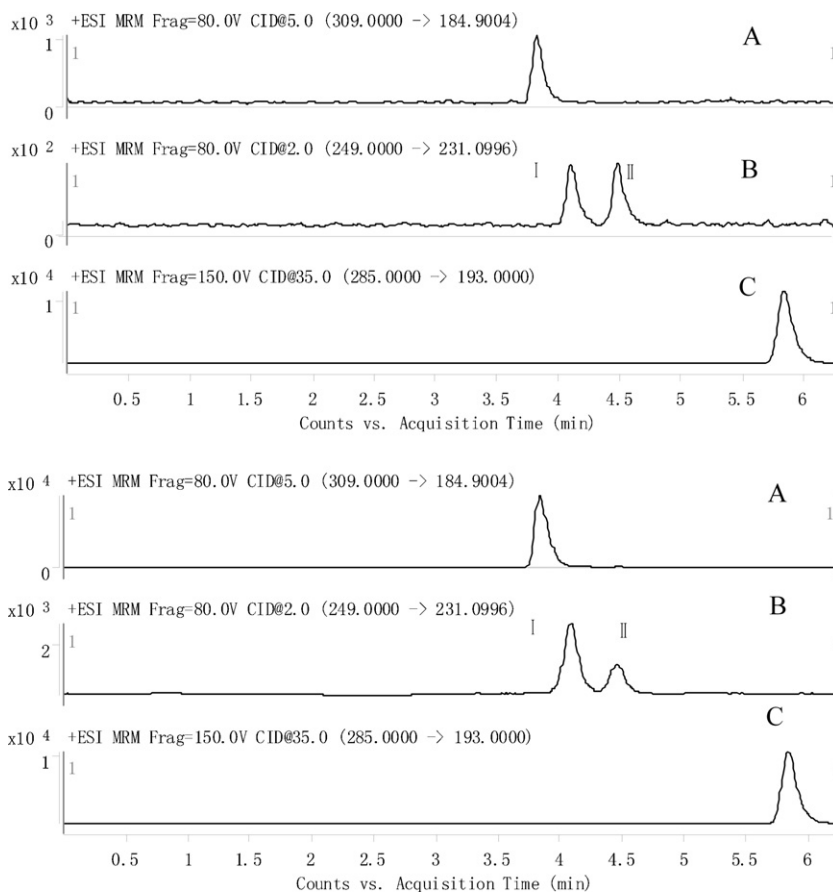 x10 3 +ESI MRM Frag=80.0V CID@5.0 (309.0000 -> 184.9004) A
1 1 1
0
x10 2 +ESI MRM Frag=80.0V CID@2.0 (249.0000 -> 231.0996)
Ⅰ Ⅱ B
1 1 1
0
x10 4 +ESI MRM Frag=150.0V CID@35.0 (285.0000 -> 193.0000) C
1 1 1
0.5 1 1.5 2 2.5 3 3.5 4 4.5 5 5.5 6
Counts vs. Acquisition Time (min)
x10 4 +ESI MRM Frag=80.0V CID@5.0 (309.0000 -> 184.9004) A
1 1 1
0
x10 3 +ESI MRM Frag=80.0V CID@2.0 (249.0000 -> 231.0996) B
Ⅰ Ⅱ
2 1
x10 4 +ESI MRM Frag=150.0V CID@35.0 (285.0000 -> 193.0000) C
1 1
0.5 1 1.5 2 2.5 3 3.5 4 4.5 5 5.5 6
Counts vs. Acquisition Time (min)